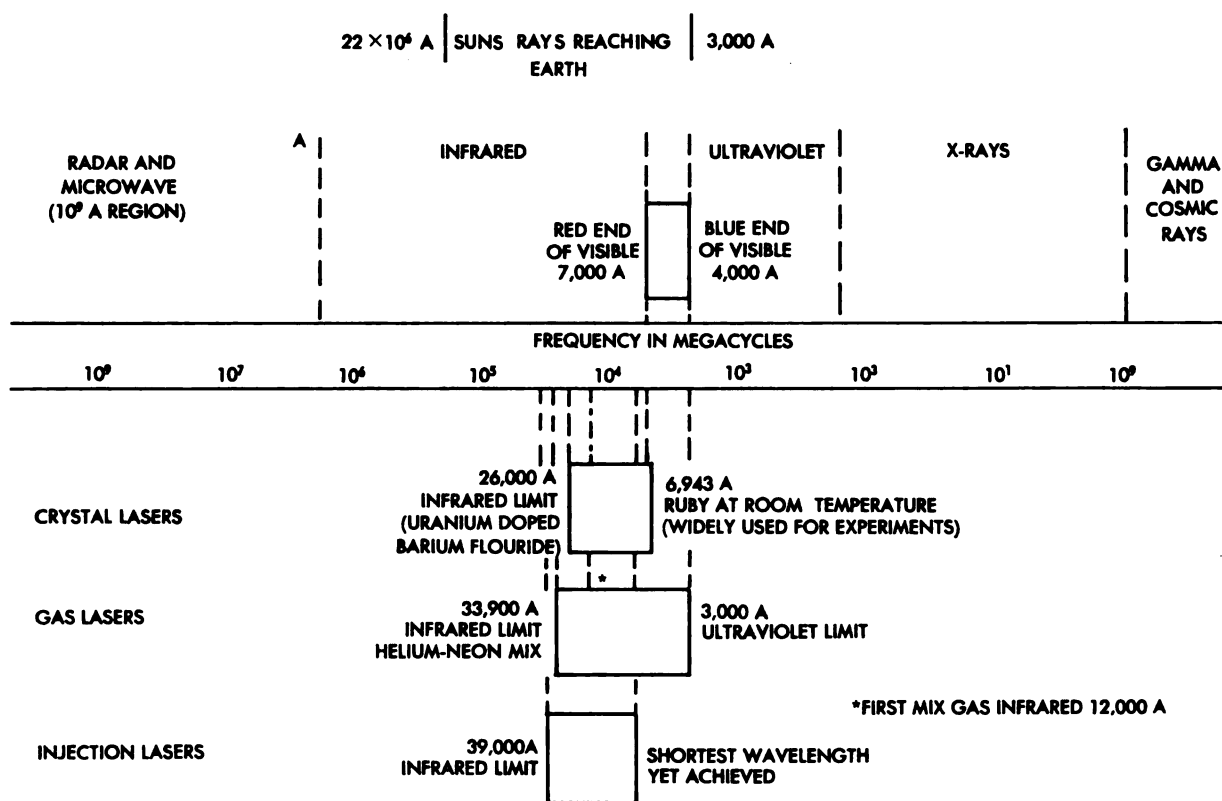 22 × 10⁶ A SUNS RAYS REACHING 3,000 A
EARTH
A
RADAR AND
MICROWAVE
(10⁹ A REGION)
INFRARED
ULTRAVIOLET
X-RAYS
GAMMA
AND
COSMIC
RAYS
RED END
OF VISIBLE
7,000 A
BLUE END
OF VISIBLE
4,000 A
FREQUENCY IN MEGACYCLES
10⁹ 10⁷ 10⁶ 10⁵ 10⁴ 10³ 10³ 10¹ 10⁹
CRYSTAL LASERS
26,000 A
INFRARED LIMIT
(URANIUM DOPED
BARIUM FLOURIDE)
6,943 A
RUBY AT ROOM TEMPERATURE
(WIDELY USED FOR EXPERIMENTS)
*
GAS LASERS
33,900 A
INFRARED LIMIT
HELIUM-NEON MIX
3,000 A
ULTRAVIOLET LIMIT
*FIRST MIX GAS INFRARED 12,000 A
INJECTION LASERS
39,000A
INFRARED LIMIT
SHORTEST WAVELENGTH
YET ACHIEVED